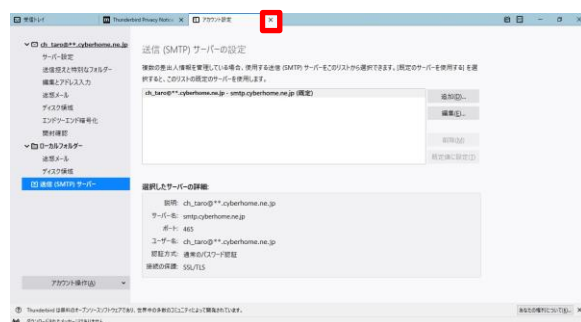 受信トレイ
Thunderbird Privacy Notice ×
アカウント設定 ×
ch_taro@**.cyberhome.ne.jp
サーバー設定
送信控えと特別なフォルダー
編集とアドレス入力
迷惑メール
ディスク領域
エンドツーエンド暗号化
開封確認
ローカルフォルダー
迷惑メール
ディスク領域
送信 (SMTP) サーバー
アカウント操作(A)
送信 (SMTP) サーバーの設定
複数の差出人情報を管理している場合、使用する送信 (SMTP) サーバーをこのリストから選択できます。[既定のサーバーを使用する] を選
択すると、このリストの既定のサーバーを使用します。
ch_taro@**.cyberhome.ne.jp - smtp.cyberhome.ne.jp (既定)
追加(D)...
編集(E)...
削除(M)
既定値に設定(T)
選択したサーバーの詳細:
説明: ch_taro@**.cyberhome.ne.jp
サーバー名: smtp.cyberhome.ne.jp
ポート: 465
ユーザー名: ch_taro@**.cyberhome.ne.jp
認証方式: 通常のパスワード認証
接続の保護: SSL/TLS
Thunderbird は最新のオープンソースソフトウェアであり、世界中の多数のコミュニティによって開発されています。
あなたの権利について(K)... ×